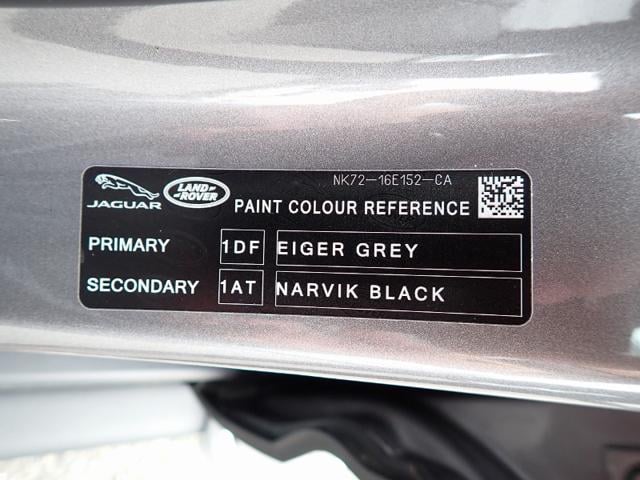 NK72-16E152-CA
JAGUAR LAND-ROVER PAINT COLOUR REFERENCE
PRIMARY 1DF EIGER GREY
SECONDARY 1AT NARVIK BLACK